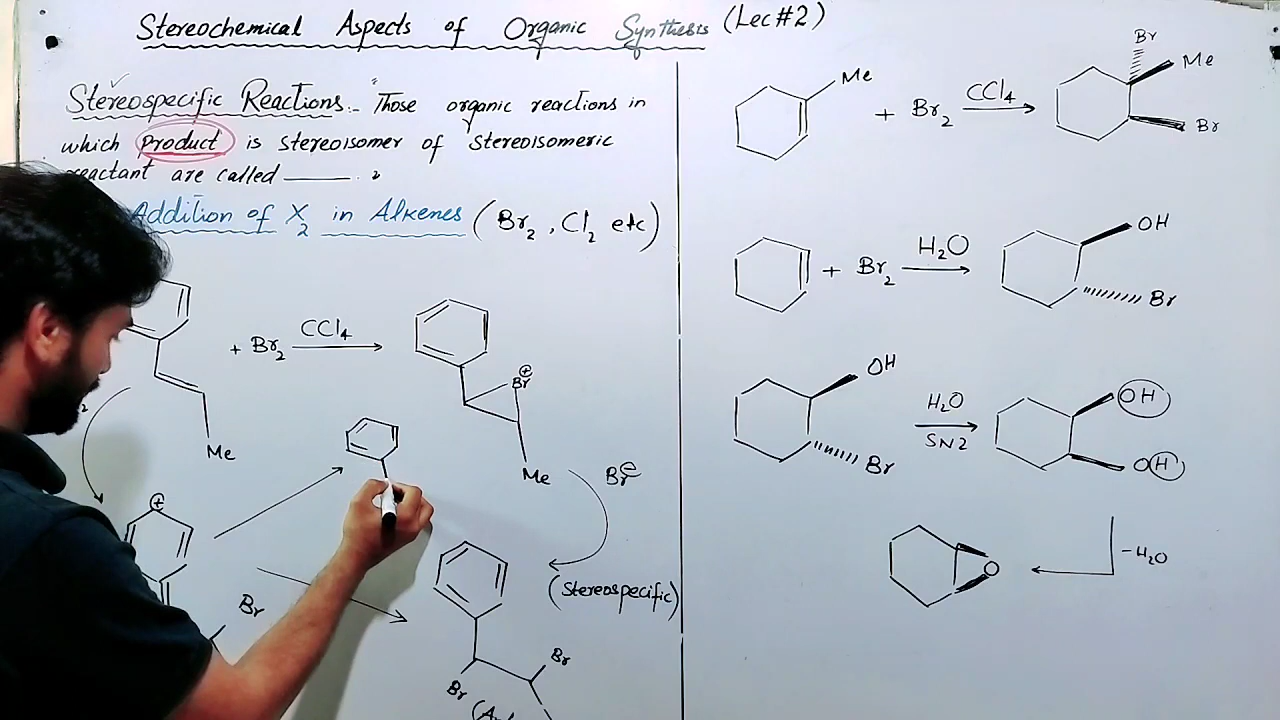 Stereochemical Aspects of Organic Synthesis (Lec#2)
Stereospecific Reactions:- "Those organic reactions in
which Product is stereoisomer of stereoisomeric
reactant are called
Addition of X2 in Alkenes (Br2, Cl2 etc)
+ Br2 CCl4
Br⊕
Me
Me
Br⊖
⊕
(Stereospecific)
Br
Br
Br
Me + Br2 CCl4 Br Me Br
+ Br2 H2O OH Br
OH Br H2O SN2 OH OH
O -H2O